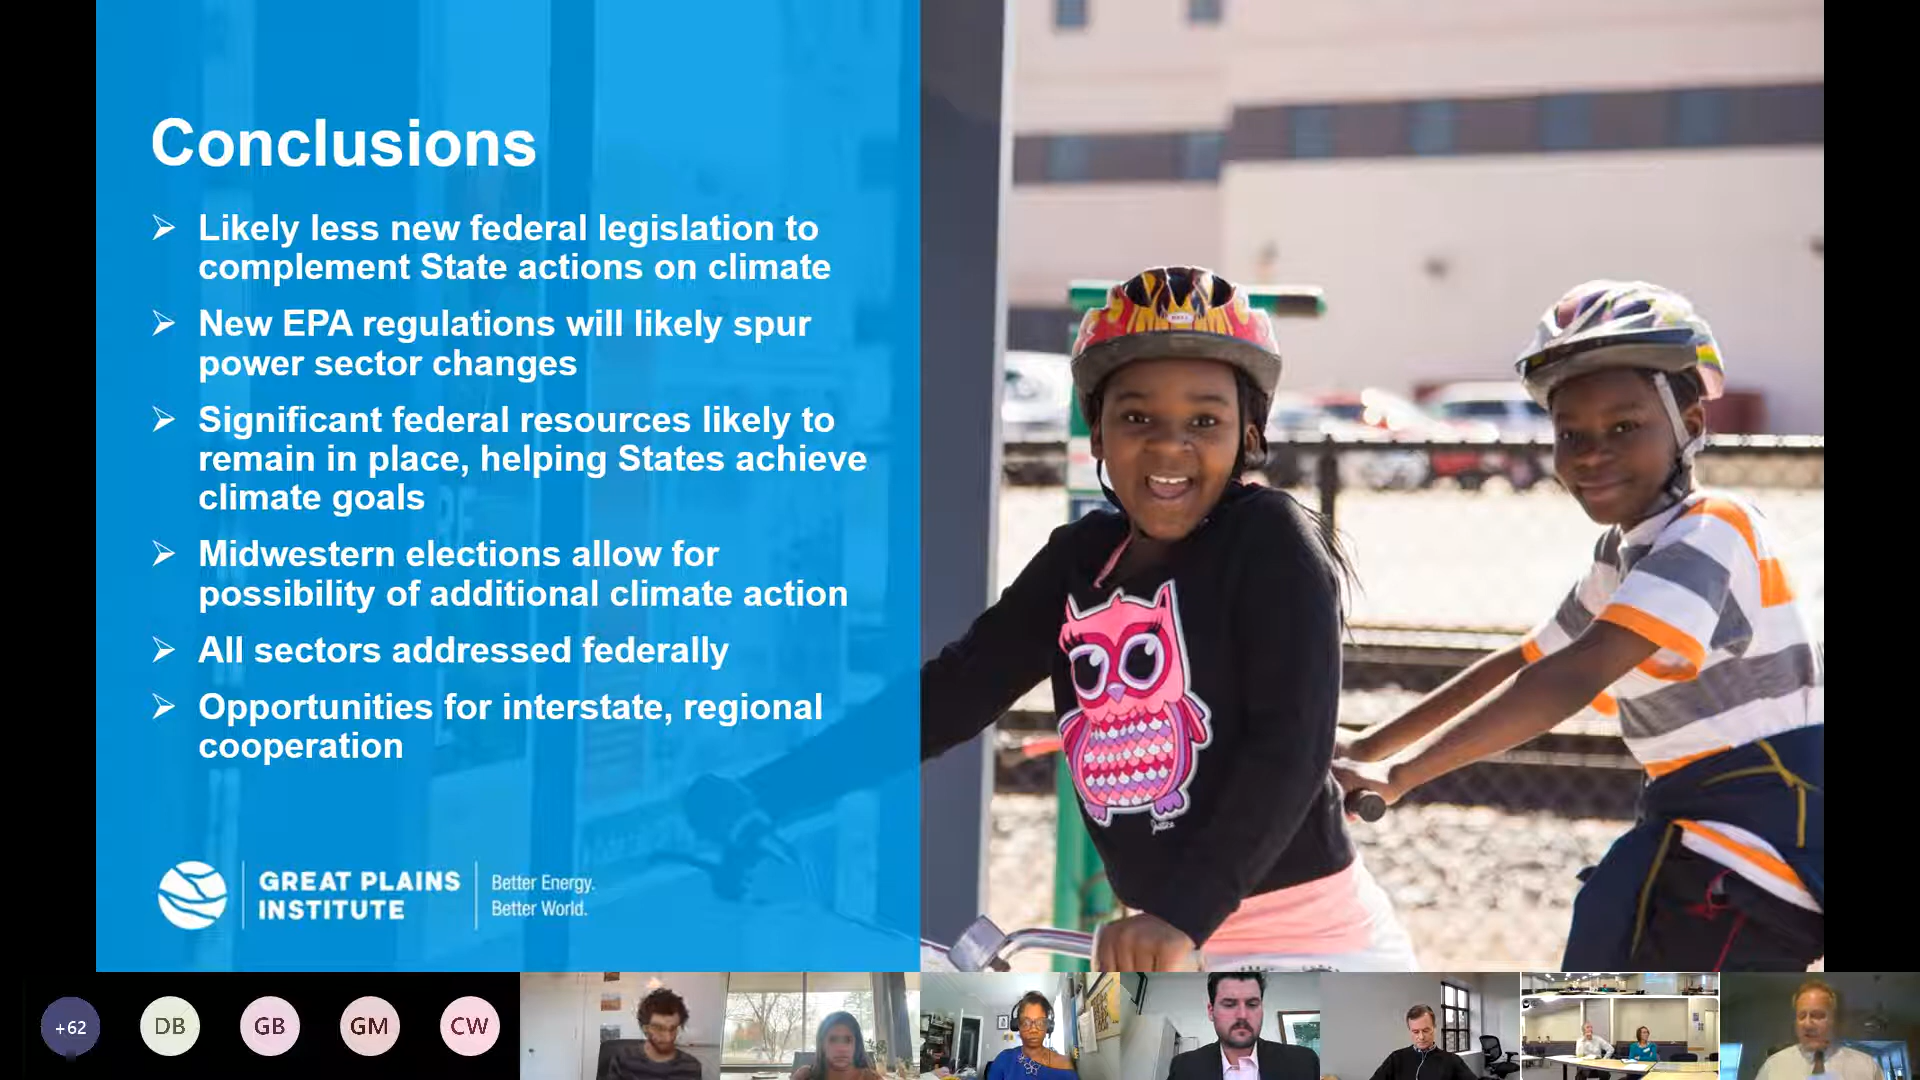 Conclusions
Likely less new federal legislation to
complement State actions on climate
New EPA regulations will likely spur
power sector changes
Significant federal resources likely to
remain in place, helping States achieve
climate goals
Midwestern elections allow for
possibility of additional climate action
All sectors addressed federally
Opportunities for interstate, regional
cooperation
GREAT PLAINS
INSTITUTE
Better Energy.
Better World.
+62
DB
GB
GM
CW